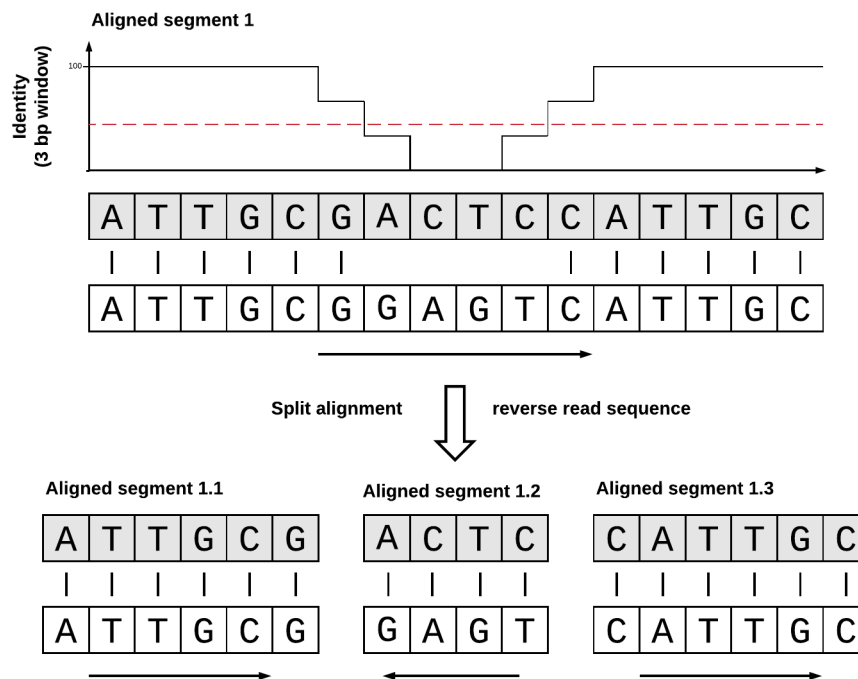 Aligned segment 1
Identity
(3 bp window)
100
A T T G C G A C T C C A T T G C
A T T G C G G A G T C A T T G C
Split alignment
reverse read sequence
Aligned segment 1.1
Aligned segment 1.2
Aligned segment 1.3
A T T G C G
A C T C
C A T T G C
A T T G C G
G A G T
C A T T G C